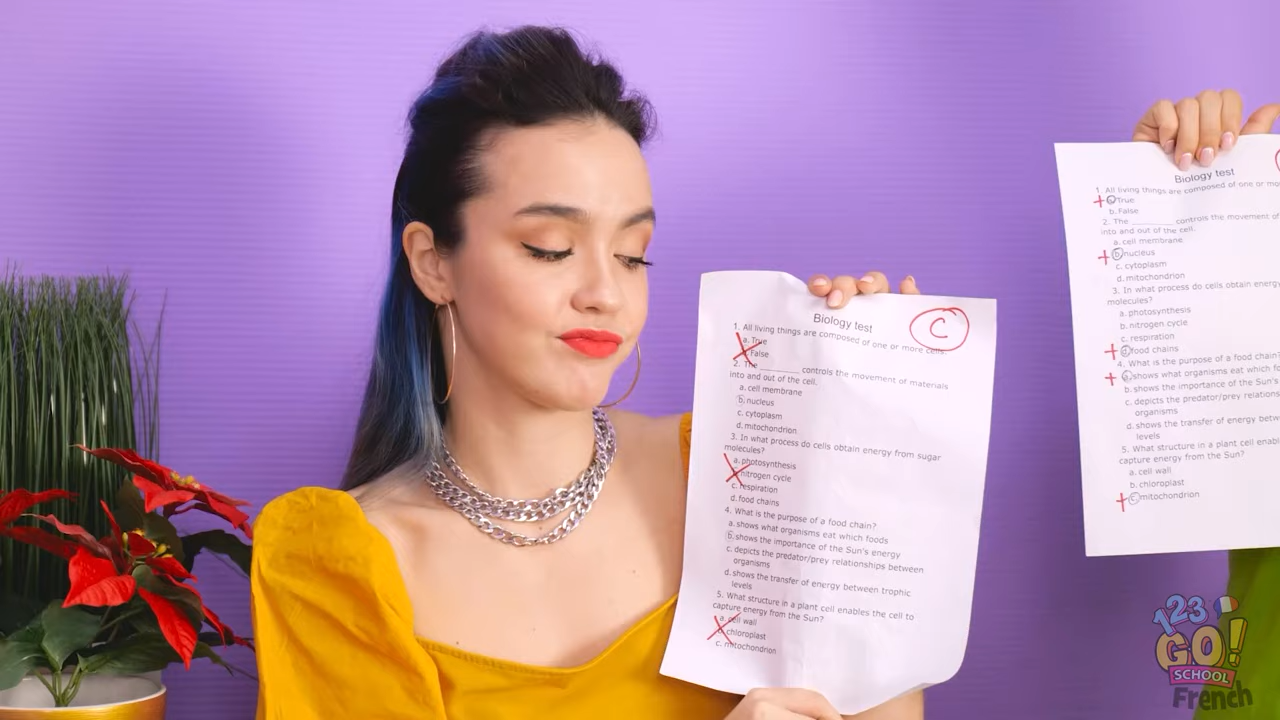 Biology test
C
1. All living things are composed of one or more cells.
a. True
b. False
2. The ________ controls the movement of materials
into and out of the cell.
a. cell membrane
b. nucleus
c. cytoplasm
d. mitochondrion
3. In what process do cells obtain energy from sugar
molecules?
a. photosynthesis
nitrogen cycle
c. respiration
d. food chains
4. What is the purpose of a food chain?
a. shows what organisms eat which foods
b. shows the importance of the Sun's energy
c. depicts the predator/prey relationships between
organisms
d. shows the transfer of energy between trophic
levels
5. What structure in a plant cell enables the cell to
capture energy from the Sun?
a. cell wall
chloroplast
c. mitochondrion
Biology test
1. All living things are composed of one or
a. True
b. False
2. The ________ controls the movement of
into and out of the cell.
a. cell membrane
b. nucleus
c. cytoplasm
d. mitochondrion
3. In what process do cells obtain energy
molecules?
a. photosynthesis
b. nitrogen cycle
c. respiration
d. food chains
4. What is the purpose of a food chain?
a. shows what organisms eat which
b. shows the importance of the Sun's
c. depicts the predator/prey
organisms
d. shows the transfer of energy
levels
5. What structure in a plant cell
capture energy from the Sun?
a. cell wall
b. chloroplast
c. mitochondrion
123
GO!
SCHOOL
French